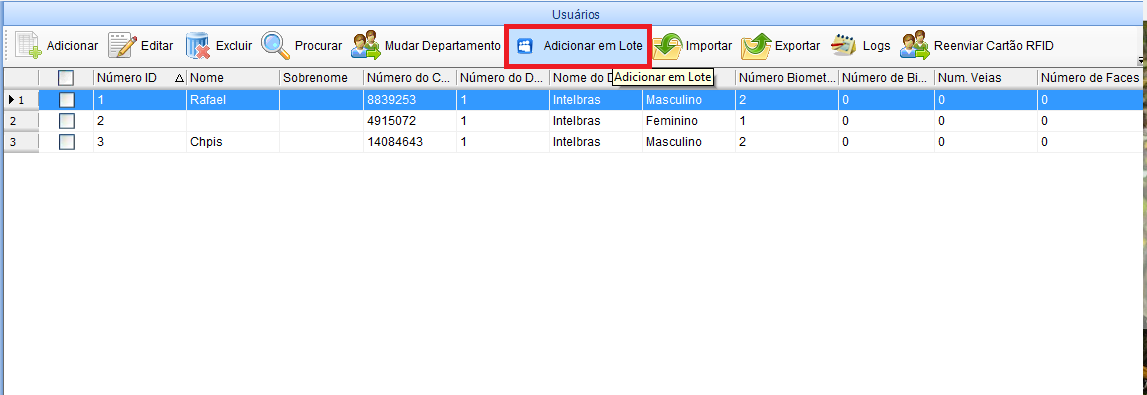 Usuários
Adicionar Editar Excluir Procurar Mudar Departamento Adicionar em Lote Importar Exportar Logs Reenviar Cartão RFID
Número ID Nome Sobrenome Número do C... Número do D... Nome do D Adicionar em Lote Número Biomet... Número de Bi... Num. Veias Número de Faces
1 1 Rafael 8839253 1 Intelbras Masculino 2 0 0 0
2 2 4915072 1 Intelbras Feminino 1 0 0 0
3 3 Chpis 14084643 1 Intelbras Masculino 2 0 0 0